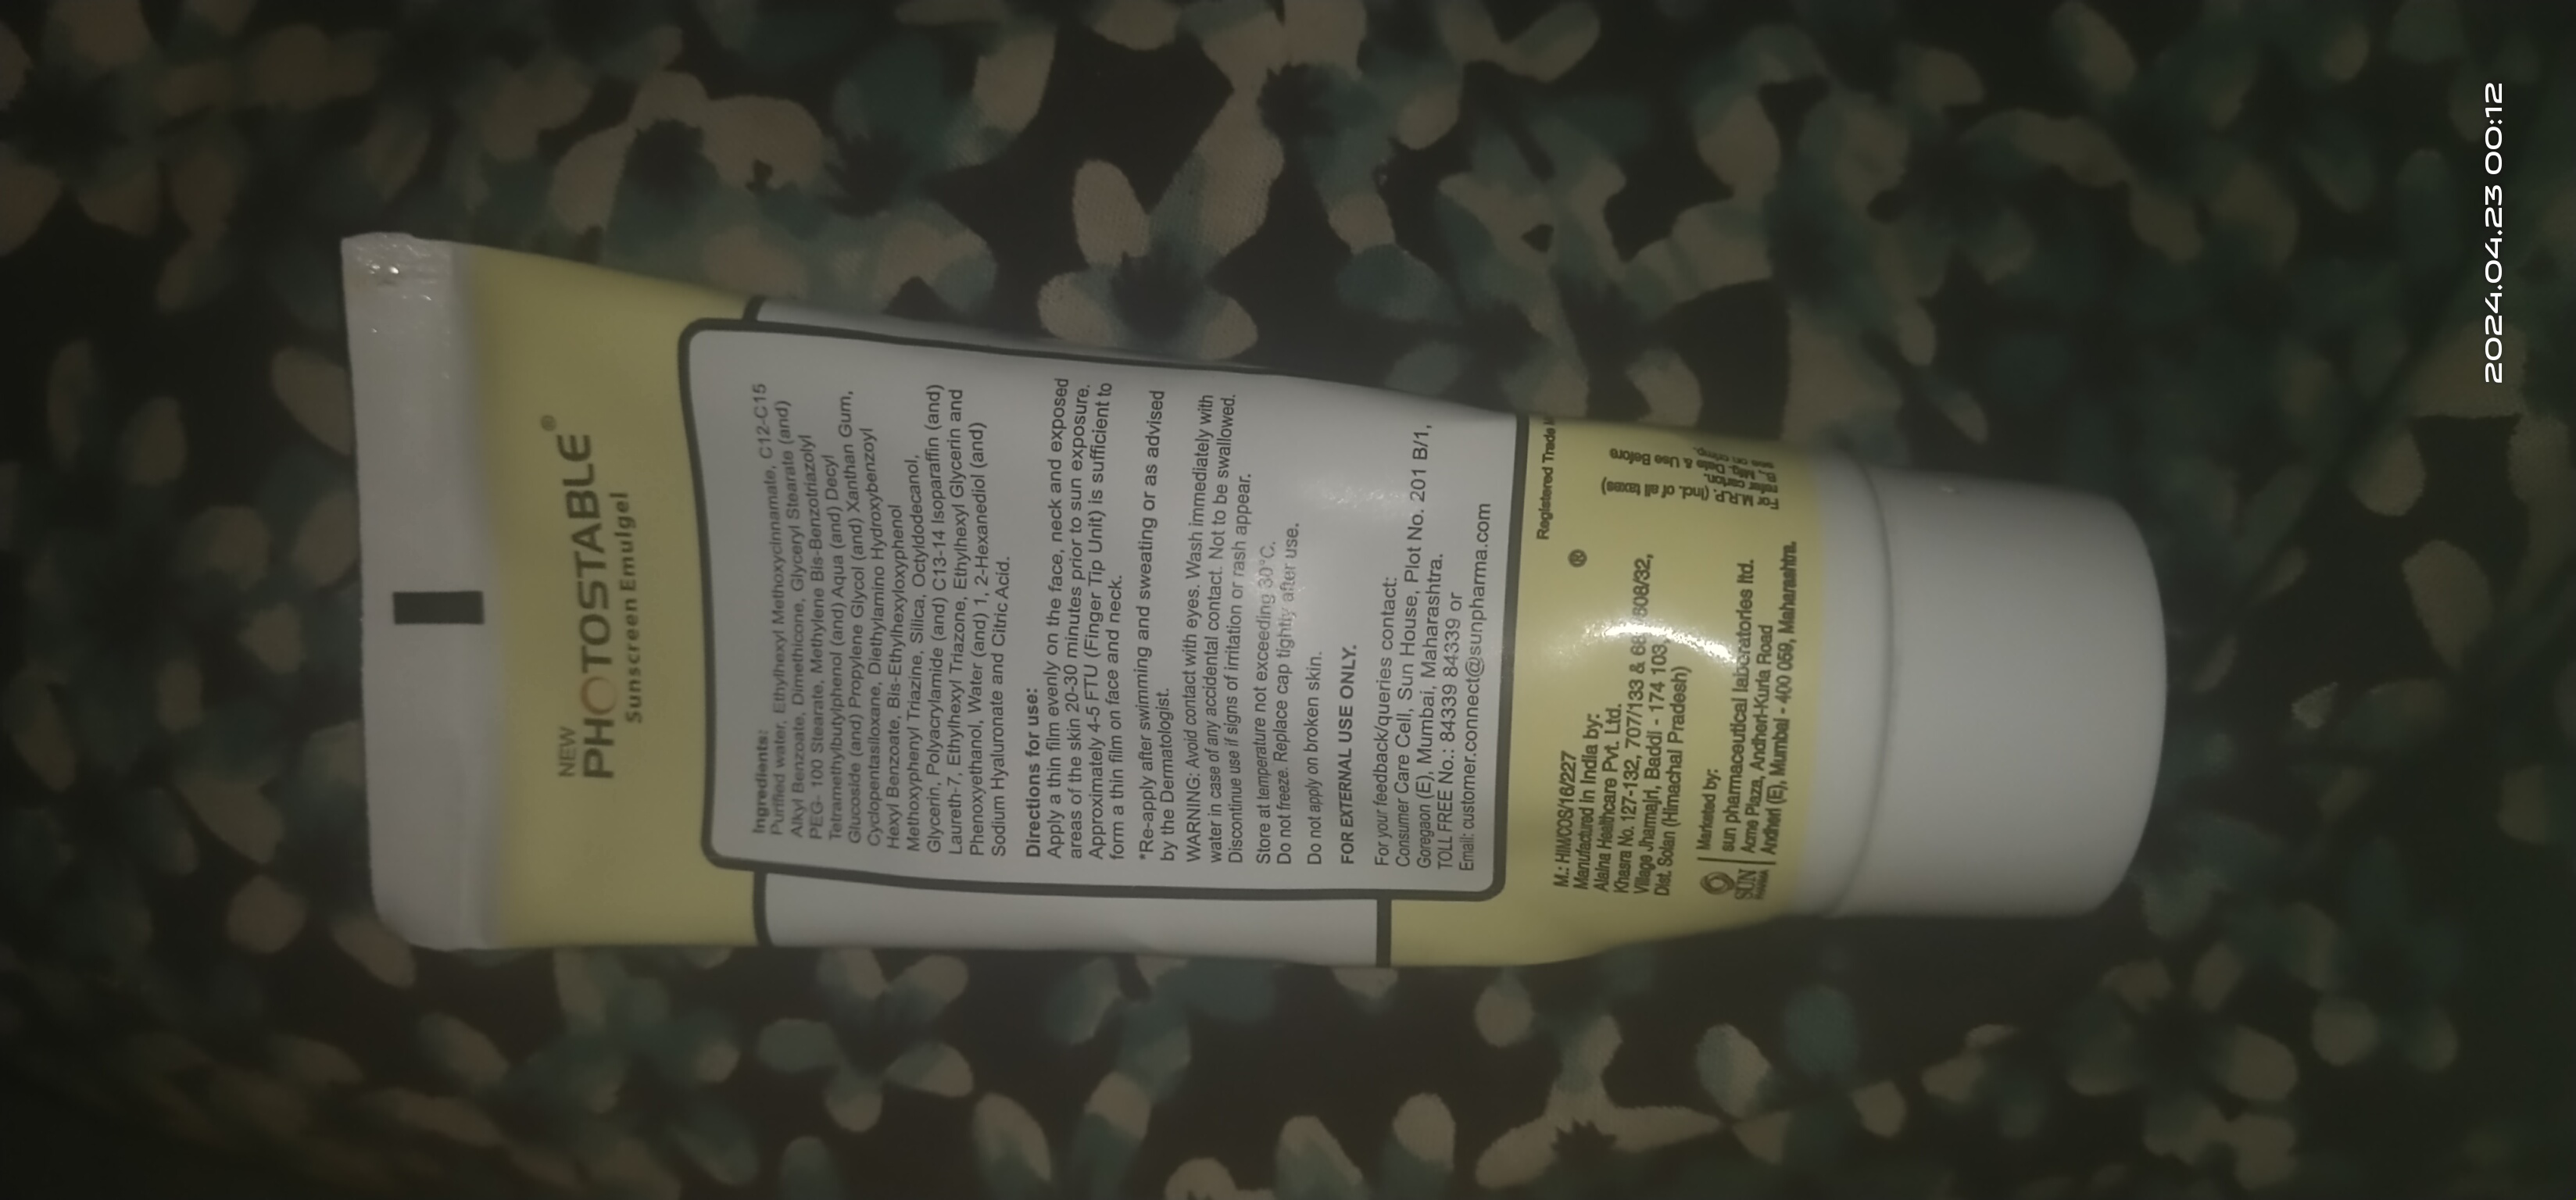 NEW
PHOTOSTABLE®
Sunscreen Emulgel
Ingredients:
Purified water, Ethylhexyl Methoxycinnamate, C12-C15
Alkyl Benzoate, Dimethicone, Glyceryl Stearate (and)
PEG- 100 Stearate, Methylene Bis-Benzotriazolyl
Tetramethylbutylphenol (and) Aqua (and) Decyl
Glucoside (and) Propylene Glycol (and) Xanthan Gum,
Cyclopentasiloxane, Diethylamino Hydroxybenzoyl
Hexyl Benzoate, Bis-Ethylhexyloxyphenol
Methoxyphenyl Triazine, Silica, Octyldodecanol,
Glycerin, Polyacrylamide (and) C13-14 Isoparaffin (and)
Laureth-7, Ethylhexyl Triazone, Ethylhexyl Glycerin and
Phenoxyethanol, Water (and) 1, 2-Hexanediol (and)
Sodium Hyaluronate and Citric Acid.
Directions for use:
Apply a thin film evenly on the face, neck and exposed
areas of the skin 20-30 minutes prior to sun exposure.
Approximately 4-5 FTU (Finger Tip Unit) is sufficient to
form a thin film on face and neck.
*Re-apply after swimming and sweating or as advised
by the Dermatologist.
WARNING: Avoid contact with eyes. Wash immediately with
water in case of any accidental contact. Not to be swallowed.
Discontinue use if signs of irritation or rash appear.
Store at temperature not exceeding 30°C.
Do not freeze. Replace cap tightly after use.
Do not apply on broken skin.
FOR EXTERNAL USE ONLY.
For your feedback/queries contact:
Consumer Care Cell, Sun House, Plot No. 201 B/1,
Goregaon (E), Mumbai, Maharashtra.
TOLL FREE No.: 84339 84339 or
Email: customer.connect@sunpharma.com
® Registered Trade
M.: HIM/COS/16/227
Manufactured in India by:
Alaina Healthcare Pvt. Ltd.
Khasra No. 127-132, 707/133 & 608/32,
Village Jharmajri, Baddi - 174 103,
Dist. Solan (Himachal Pradesh)
Marketed by:
sun pharmaceutical laboratories ltd.
Acme Plaza, Andheri-Kurla Road
Andheri (E), Mumbai - 400 059, Maharashtra.
SUN
For M.R.P. (incl. of all taxes)
refer carton.
B., Mfg. Date & Use Before
see on crimp.
2024.04.23 00:12